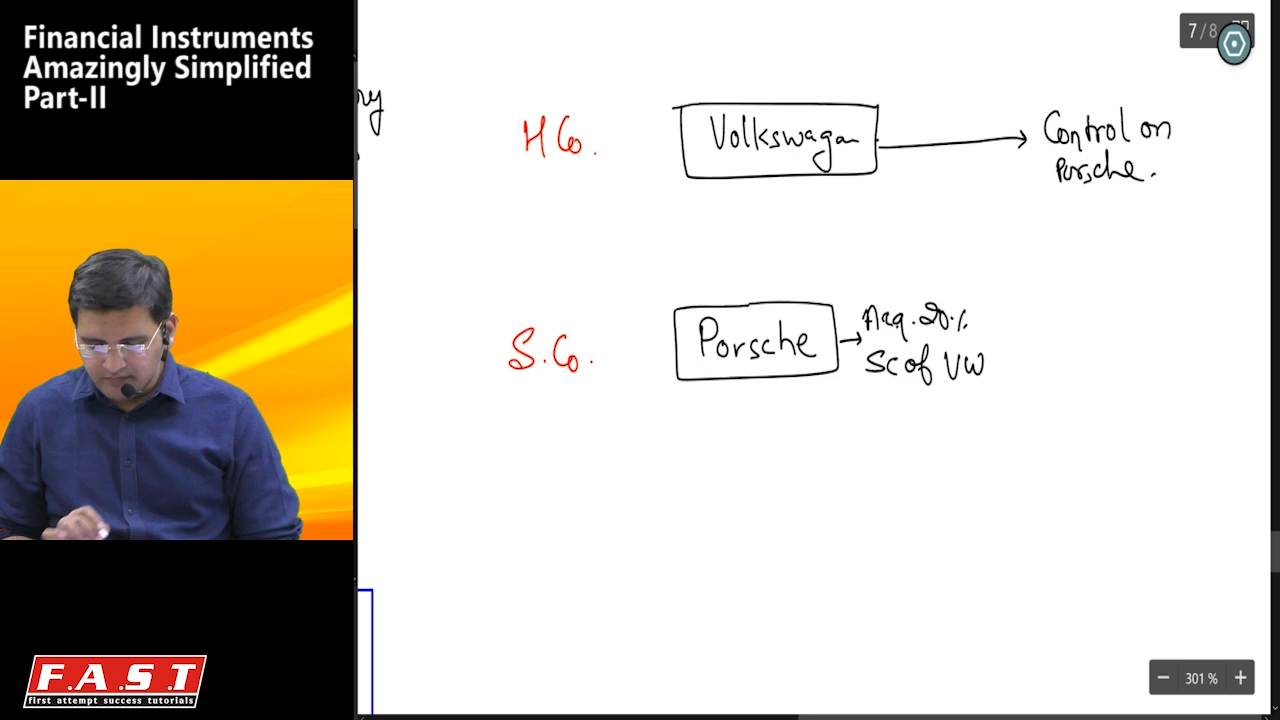 Financial Instruments
Amazingly Simplified
Part-II
7 / 8
H Co.
Volkswagan
Control on
Porsche.
S. Co.
Porsche
Acq. 20%
SC of VW
301 %
F.A.S.T
first attempt success tutorials